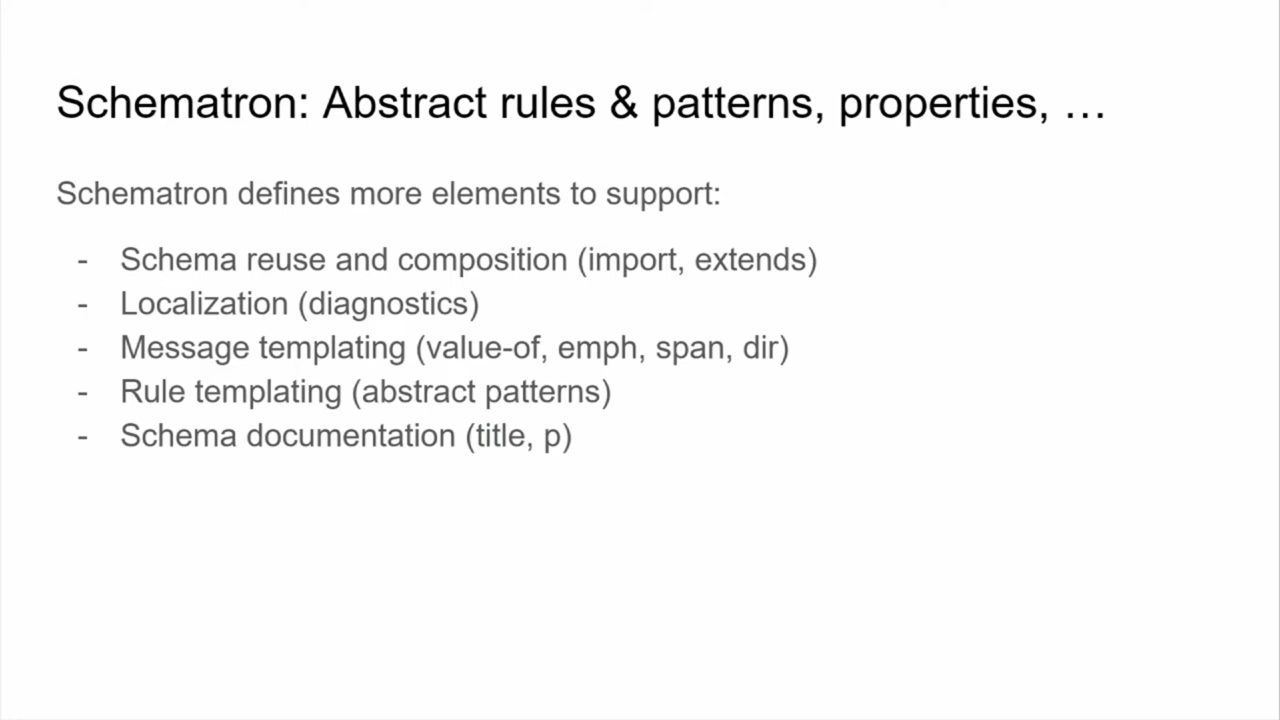 Schematron: Abstract rules & patterns, properties, …
Schematron defines more elements to support:
- Schema reuse and composition (import, extends)
- Localization (diagnostics)
- Message templating (value-of, emph, span, dir)
- Rule templating (abstract patterns)
- Schema documentation (title, p)